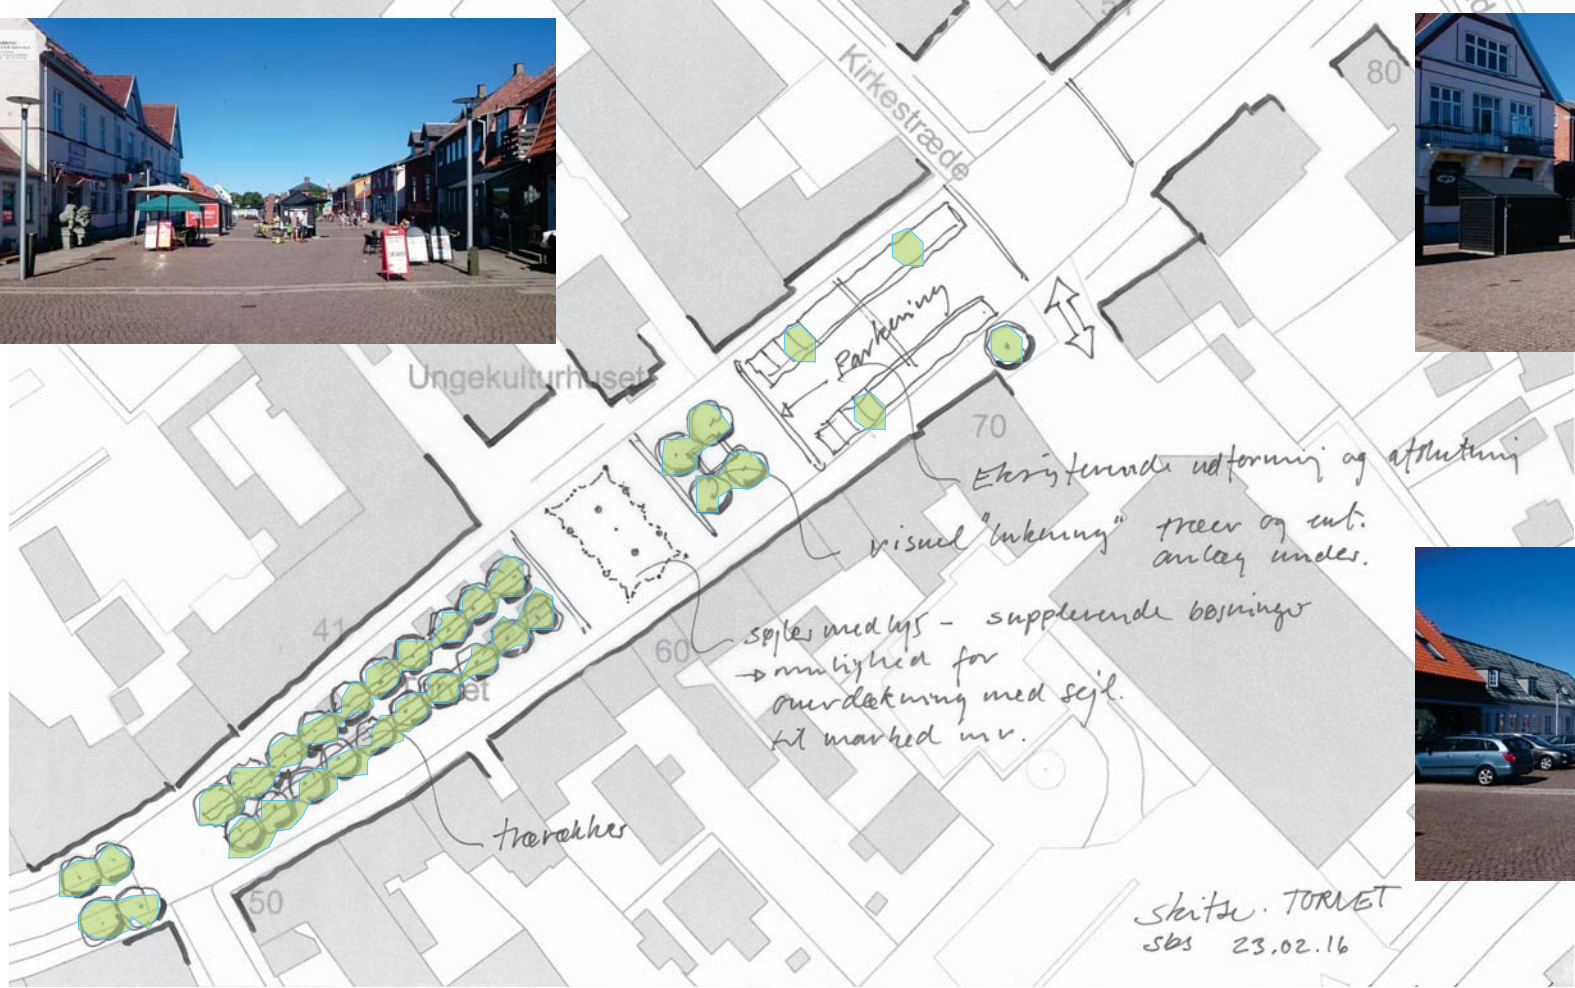 Kirkestræde
80
Parkering
Ungekulturhuset
70
Eksisterende udformning og afslutning
visuel "lukning" træer og evt.
anlæg under.
41
60
søjler med lys - supplerende belysning
→ mulighed for
overdækning med sejl.
til marked m.v.
Torvet
trærækker
50
skitse. TORVET
sbs 23.02.16